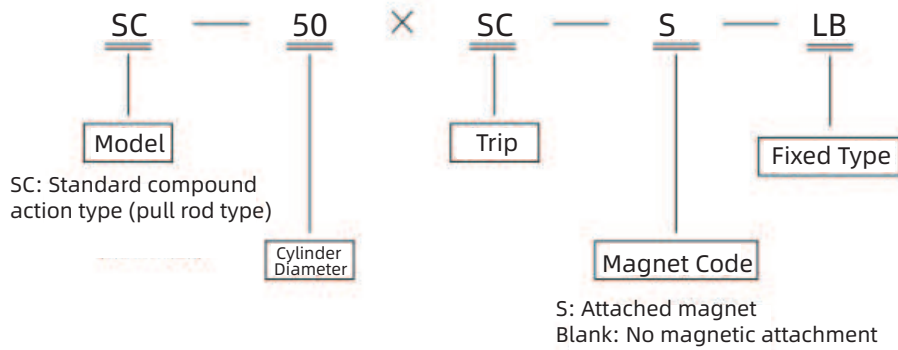 SC — 50 × SC — S — LB
Model
Trip
Fixed Type
SC: Standard compound
action type (pull rod type)
Cylinder
Diameter
Magnet Code
S: Attached magnet
Blank: No magnetic attachment